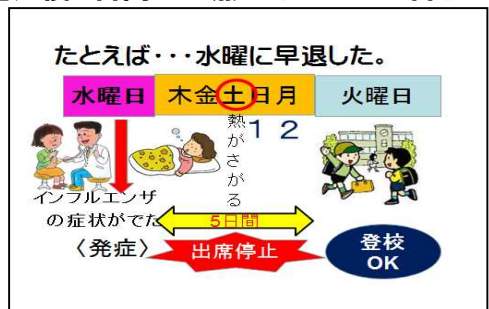 たとえば・・・水曜に早退した。
水曜日 木金土日月 火曜日
熱がさがる
1 2
インフルエンザ
の症状がでた
〈発症〉
5日間
出席停止
登校
OK